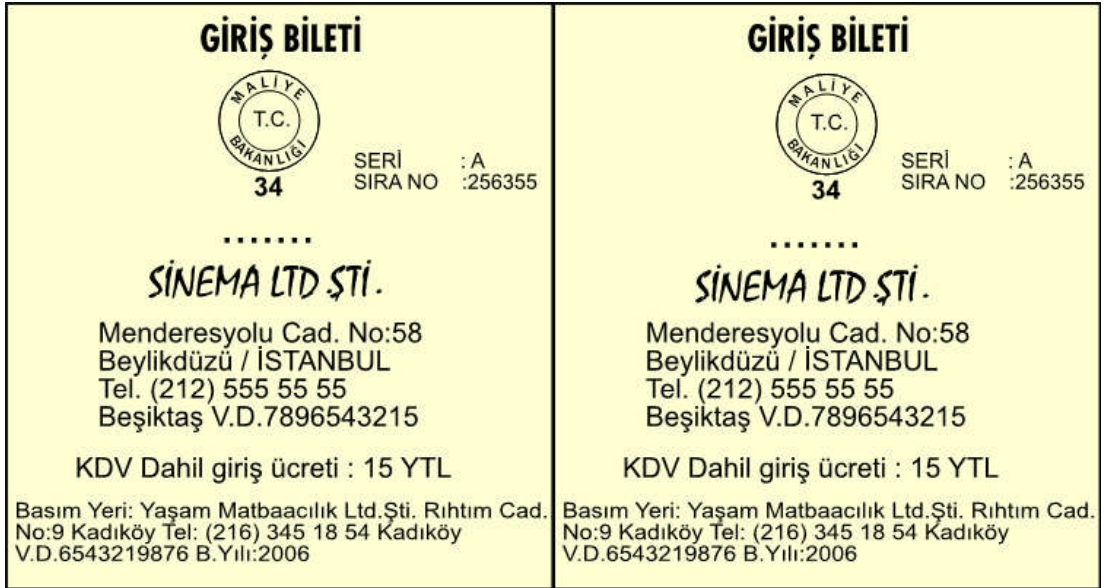 GİRİŞ BİLETİ
MALİYE
T.C.
BAKANLIĞI
34
SERİ : A
SIRA NO :256355
.......
SİNEMA LTD ŞTİ.
Menderesyolu Cad. No:58
Beylikdüzü / İSTANBUL
Tel. (212) 555 55 55
Beşiktaş V.D.7896543215
KDV Dahil giriş ücreti : 15 YTL
Basım Yeri: Yaşam Matbaacılık Ltd.Şti. Rıhtım Cad.
No:9 Kadıköy Tel: (216) 345 18 54 Kadıköy
V.D.6543219876 B.Yılı:2006
GİRİŞ BİLETİ
MALİYE
T.C.
BAKANLIĞI
34
SERİ : A
SIRA NO :256355
.......
SİNEMA LTD ŞTİ.
Menderesyolu Cad. No:58
Beylikdüzü / İSTANBUL
Tel. (212) 555 55 55
Beşiktaş V.D.7896543215
KDV Dahil giriş ücreti : 15 YTL
Basım Yeri: Yaşam Matbaacılık Ltd.Şti. Rıhtım Cad.
No:9 Kadıköy Tel: (216) 345 18 54 Kadıköy
V.D.6543219876 B.Yılı:2006